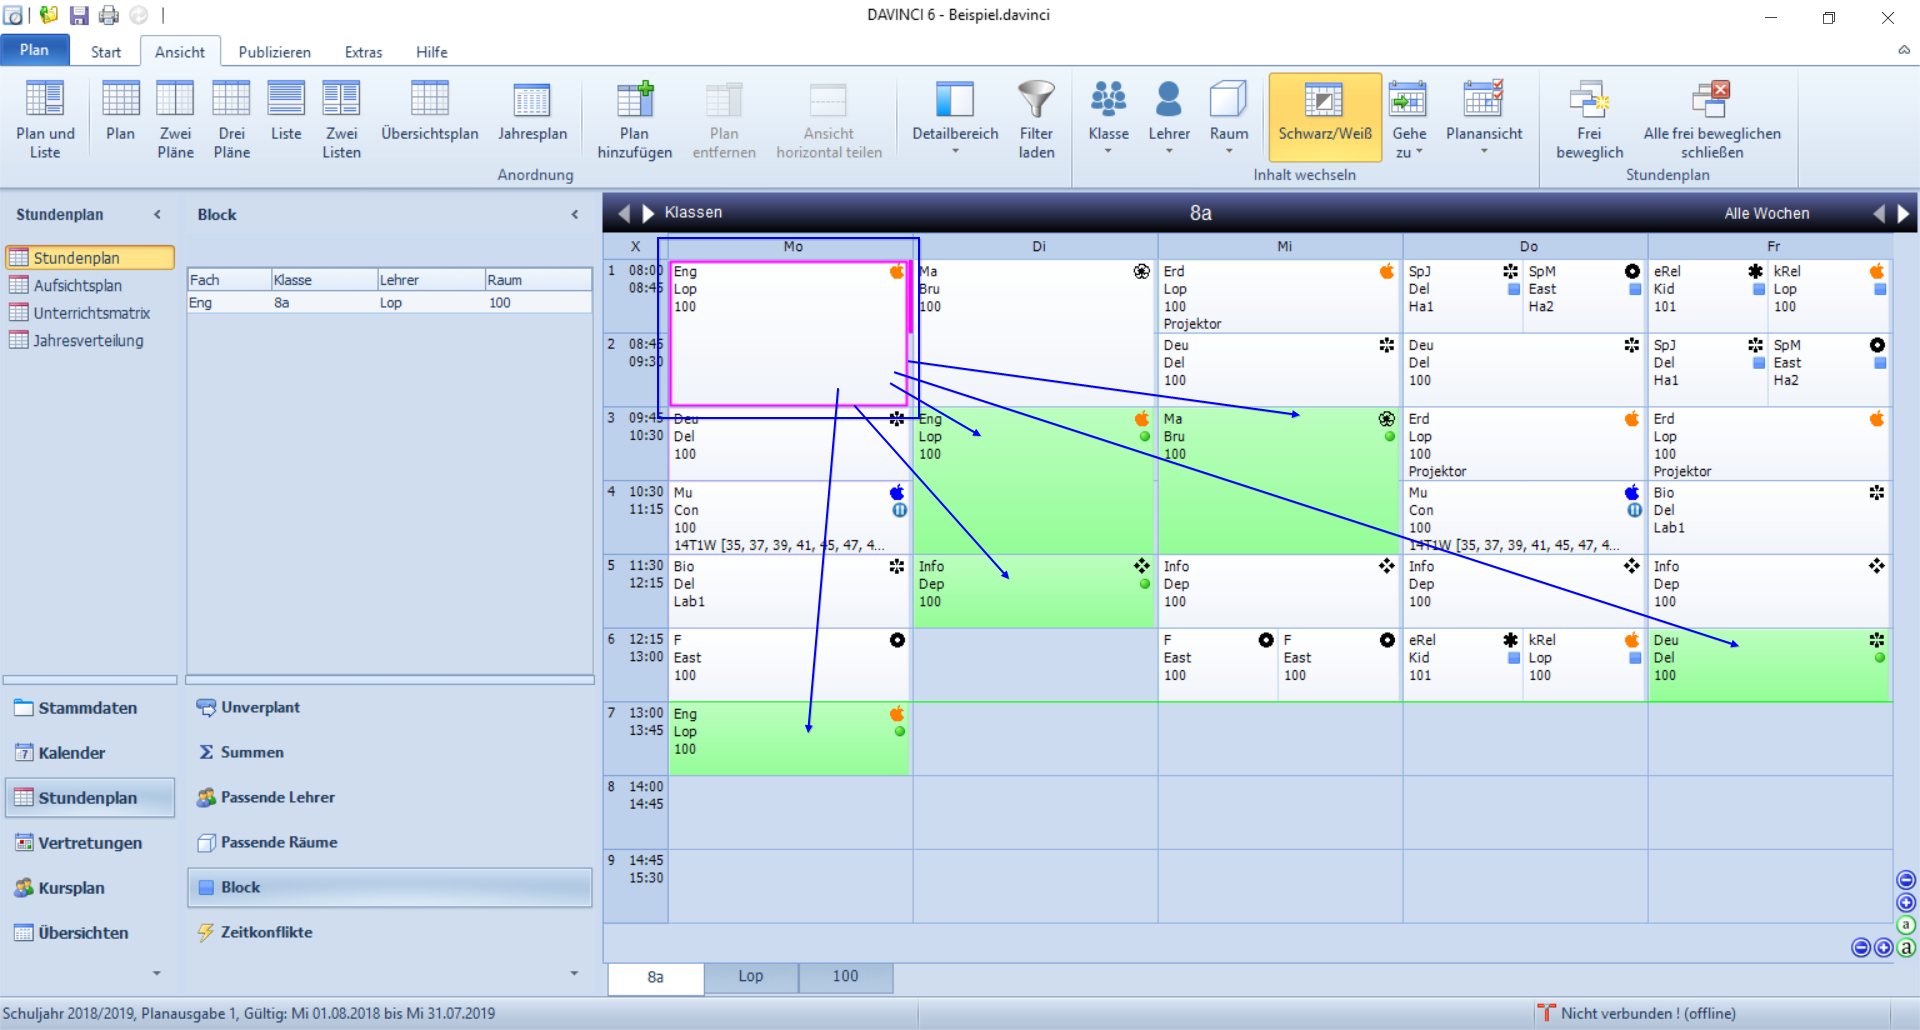 DAVINCI 6 - Beispiel.davinci
Plan Start Ansicht Publizieren Extras Hilfe
Plan und Liste
Plan
Zwei Pläne
Drei Pläne
Liste
Zwei Listen
Übersichtsplan
Jahresplan
Plan hinzufügen
Plan entfernen
Ansicht horizontal teilen
Detailbereich
Filter laden
Klasse
Lehrer
Raum
Schwarz/Weiß
Gehe zu
Planansicht
Frei beweglich
Alle frei beweglichen schließen
Anordnung
Inhalt wechseln
Stundenplan
Stundenplan
Stundenplan
Aufsichtsplan
Unterrichtsmatrix
Jahresverteilung
Stammdaten
Kalender
Stundenplan
Vertretungen
Kursplan
Übersichten
Block
Fach Klasse Lehrer Raum
Eng 8a Lop 100
Unverplant
Summen
Passende Lehrer
Passende Räume
Block
Zeitkonflikte
Klassen 8a Alle Wochen
X Mo Di Mi Do Fr
1 08:00 Eng Ma Erd SpJ SpM eRel kRel
08:45 Lop Bru Lop Del East Kid Lop
100 100 100 Ha1 Ha2 101 100
Projektor
2 08:45 Deu Deu SpJ SpM
09:30 Del Del Del East
100 100 Ha1 Ha2
3 09:45 Deu Eng Ma Erd Erd
10:30 Del Lop Bru Lop Lop
100 100 100 100 100
Projektor Projektor
4 10:30 Mu Mu Bio
11:15 Con Con Del
100 100 Lab1
14T1W [35, 37, 39, 41, 45, 47, 4... 14T1W [35, 37, 39, 41, 45, 47, 4...
5 11:30 Bio Info Info Info Info
12:15 Del Dep Dep Dep Dep
Lab1 100 100 100 100
6 12:15 F F F eRel kRel Deu
13:00 East East East Kid Lop Del
100 100 100 101 100 100
7 13:00 Eng
13:45 Lop
100
8 14:00
14:45
9 14:45
15:30
a
a
8a Lop 100
Schuljahr 2018/2019, Planausgabe 1, Gültig: Mi 01.08.2018 bis Mi 31.07.2019
Nicht verbunden ! (offline)